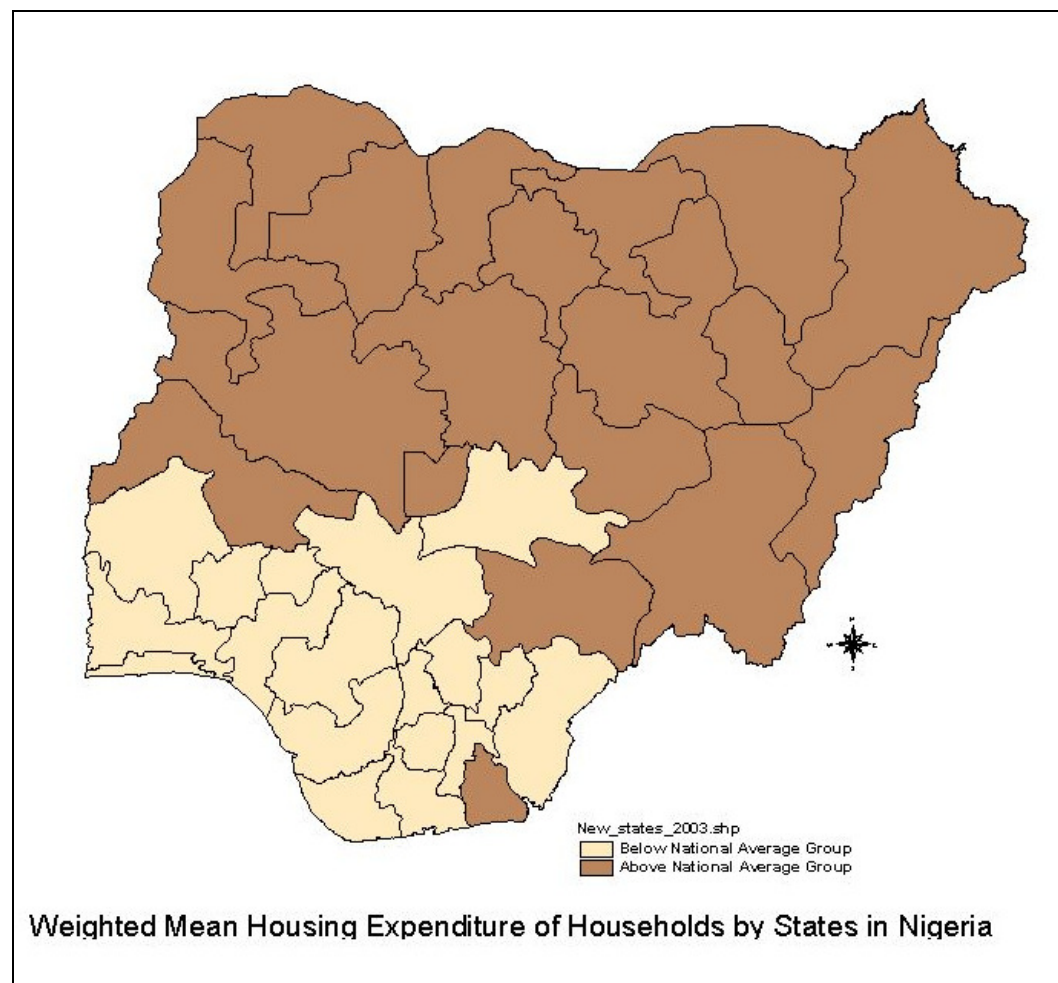 New_states_2003.shp
Below National Average Group
Above National Average Group
Weighted Mean Housing Expenditure of Households by States in Nigeria